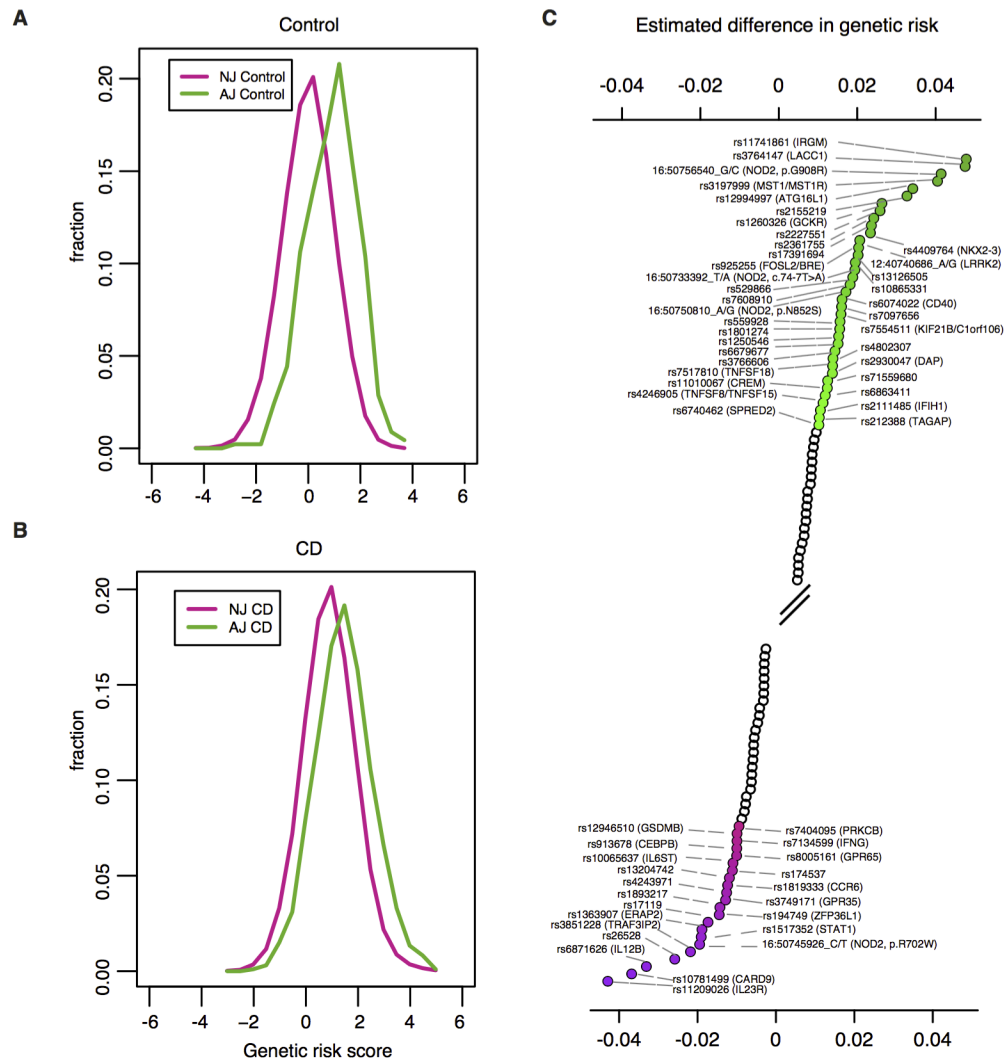 A
Control
NJ Control
AJ Control
fraction
0.20
0.15
0.10
0.05
0.00
-6
-4
−2
0
2
4
6
B
CD
NJ CD
AJ CD
fraction
0.20
0.15
0.10
0.05
0.00
-6
-4
-2
0
2
4
6
Genetic risk score
C
Estimated difference in genetic risk
-0.04
-0.02
0
0.02
0.04
rs11741861 (IRGM)
rs3764147 (LACC1)
16:50756540_G/C (NOD2, p.G908R)
rs3197999 (MST1/MST1R)
rs12994997 (ATG16L1)
rs2155219
rs1260326 (GCKR)
rs2227551
rs2361755
rs17391694
rs925255 (FOSL2/BRE)
16:50733392_T/A (NOD2, c.74-7T>A)
rs529866
rs7608910
16:50750810_A/G (NOD2, p.N852S)
rs559928
rs1801274
rs1250546
rs6679677
rs3766606
rs7517810 (TNFSF18)
rs11010067 (CREM)
rs4246905 (TNFSF8/TNFSF15)
rs6740462 (SPRED2)
rs4409764 (NKX2-3)
12:40740686_A/G (LRRK2)
rs13126505
rs10865331
rs6074022 (CD40)
rs7097656
rs7554511 (KIF21B/C1orf106)
rs4802307
rs2930047 (DAP)
rs71559680
rs6863411
rs2111485 (IFIH1)
rs212388 (TAGAP)
rs12946510 (GSDMB)
rs913678 (CEBPB)
rs10065637 (IL6ST)
rs13204742
rs4243971
rs1893217
rs17119
rs1363907 (ERAP2)
rs3851228 (TRAF3IP2)
rs26528
rs6871626 (IL12B)
rs7404095 (PRKCB)
rs7134599 (IFNG)
rs8005161 (GPR65)
rs174537
rs1819333 (CCR6)
rs3749171 (GPR35)
rs194749 (ZFP36L1)
rs1517352 (STAT1)
16:50745926_C/T (NOD2, p.R702W)
rs10781499 (CARD9)
rs11209026 (IL23R)
-0.04
-0.02
0
0.02
0.04